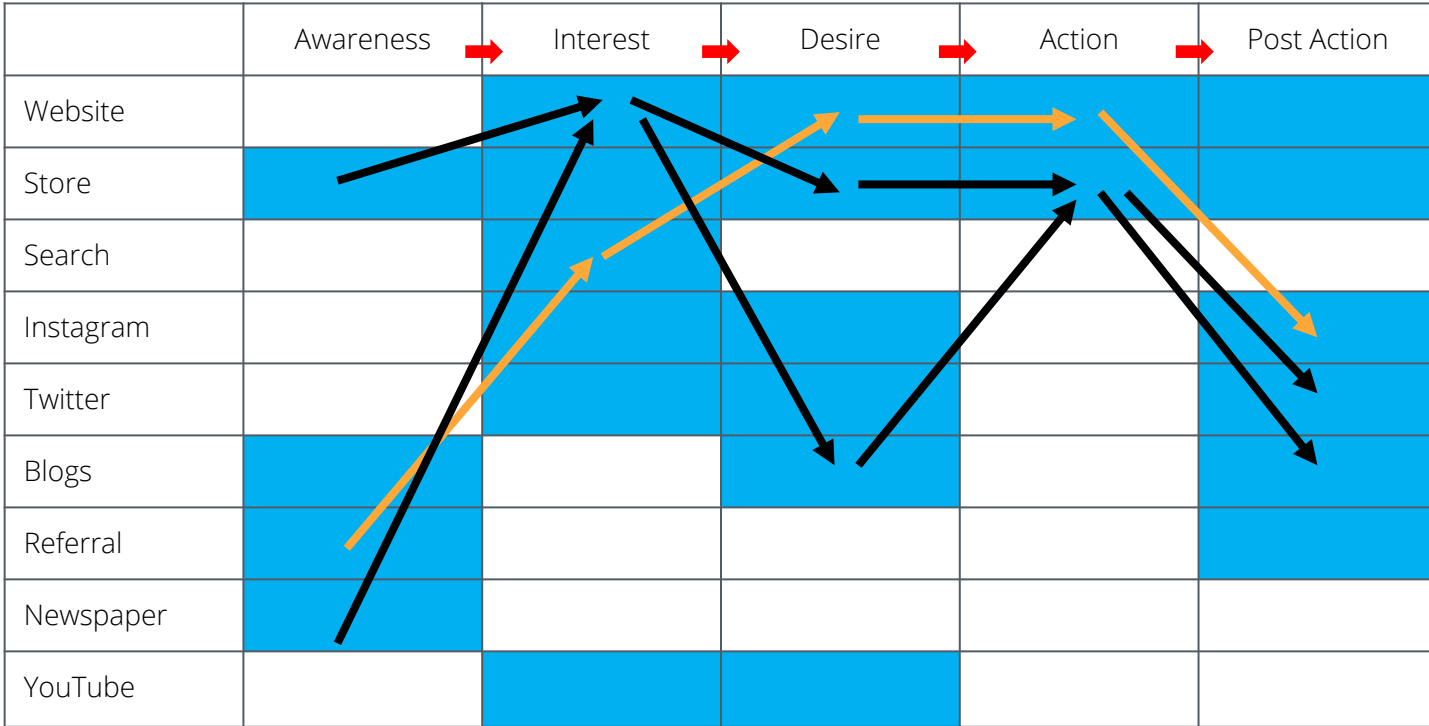 Awareness Interest Desire Action Post Action
Website
Store
Search
Instagram
Twitter
Blogs
Referral
Newspaper
YouTube